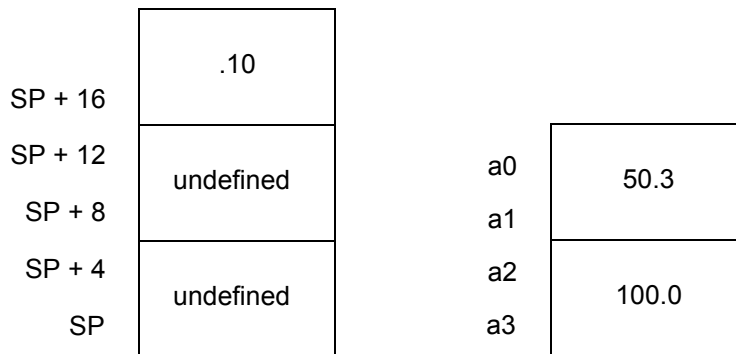 .10
SP + 16
SP + 12
undefined
SP + 8
SP + 4
undefined
SP
a0
50.3
a1
a2
100.0
a3